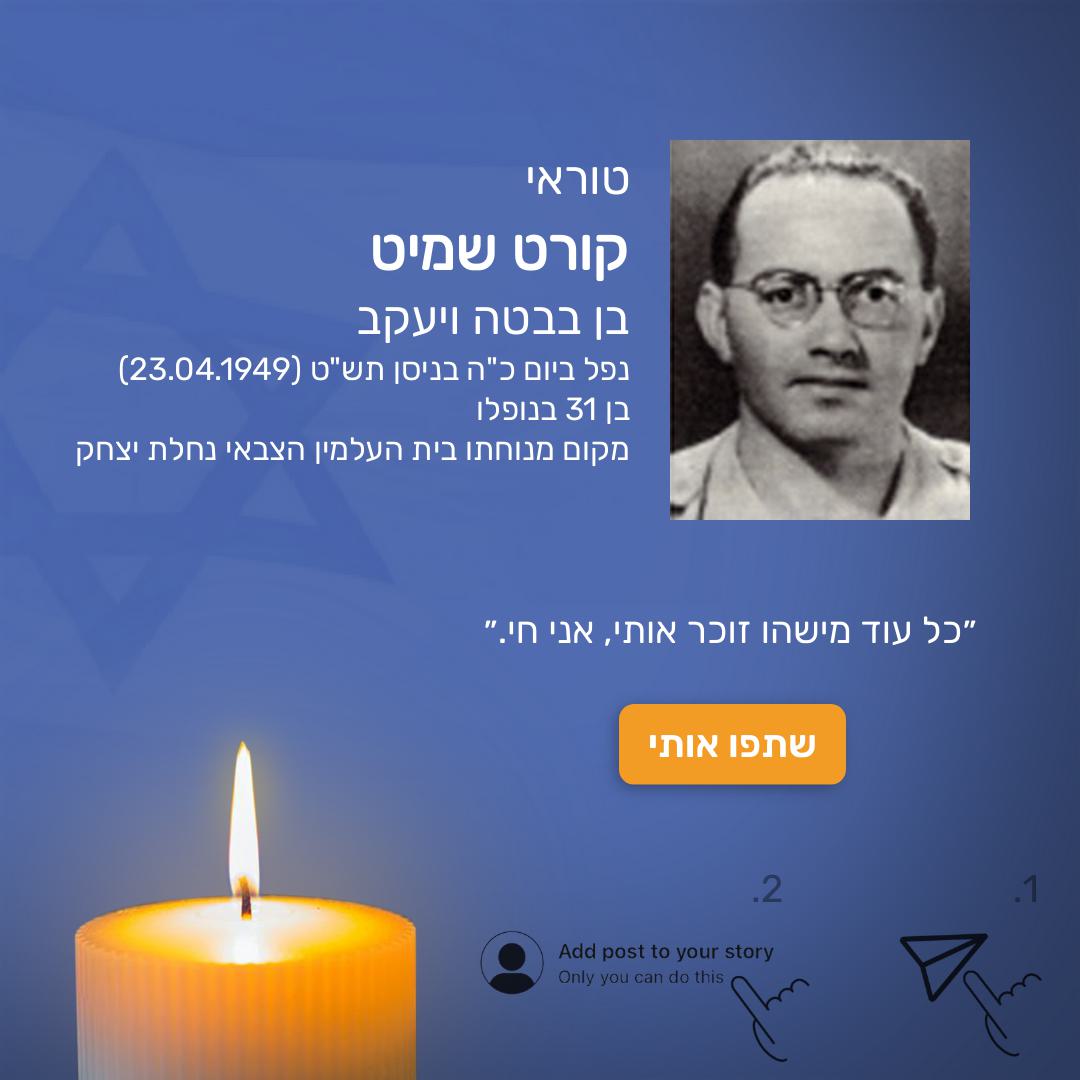 טוראי
קורט שמיט
בן בבטה ויעקב
נפל ביום כ"ה בניסן תש"ט (23.04.1949)
בן 31 בנופלו
מקום מנוחתו בית העלמין הצבאי נחלת יצחק
״כל עוד מישהו זוכר אותי, אני חי.״
שתפו אותי
1.
2.
Add post to your story
Only you can do this